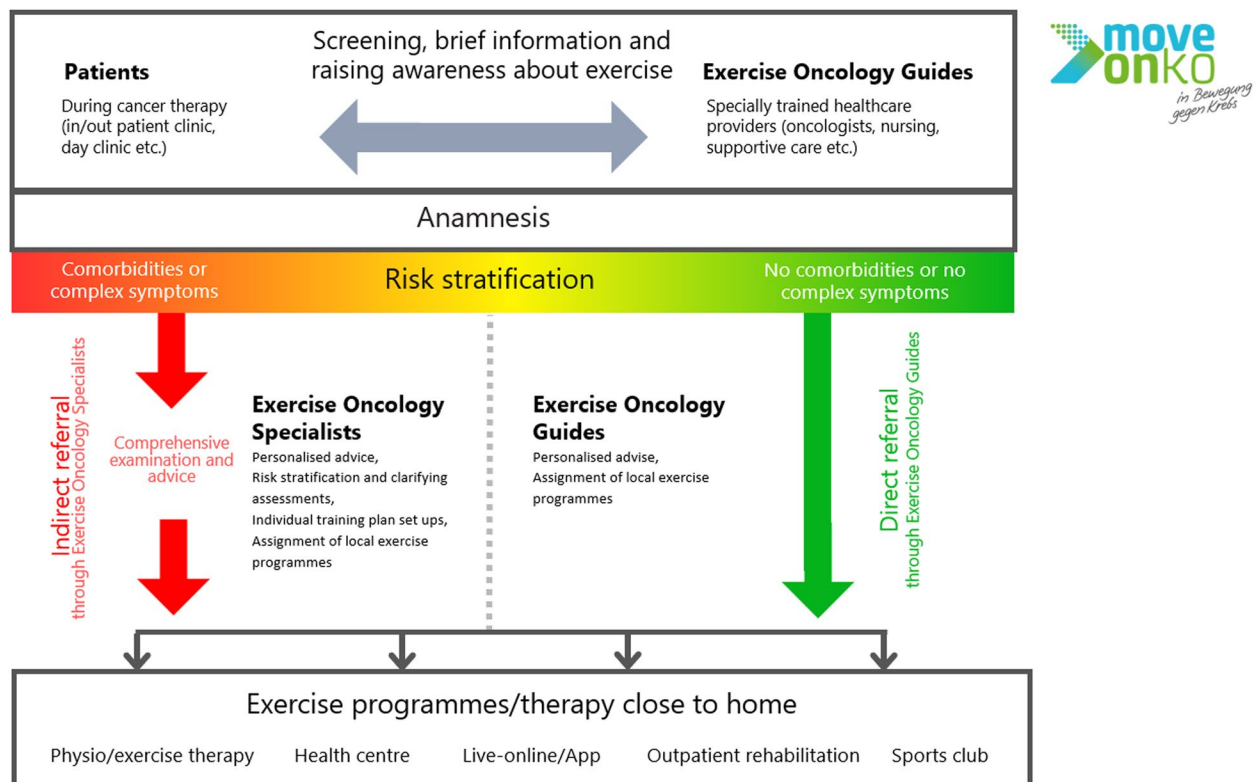 Screening, brief information and
raising awareness about exercise
Patients
During cancer therapy
(in/out patient clinic,
day clinic etc.)
Exercise Oncology Guides
Specially trained healthcare
providers (oncologists, nursing,
supportive care etc.)
move
onko
in Bewegung
gegen Krebs
Anamnesis
Comorbidities or
complex symptoms
Risk stratification
No comorbidities or no
complex symptoms
Indirect referral
through Exercise Oncology Specialists
Comprehensive
examination and
advice
Exercise Oncology
Specialists
Personalised advice,
Risk stratification and clarifying
assessments,
Individual training plan set ups,
Assignment of local exercise
programmes
Exercise Oncology
Guides
Personalised advise,
Assignment of local exercise
programmes
Direct referral
through Exercise Oncology Guides
Exercise programmes/therapy close to home
Physio/exercise therapy Health centre Live-online/App Outpatient rehabilitation Sports club